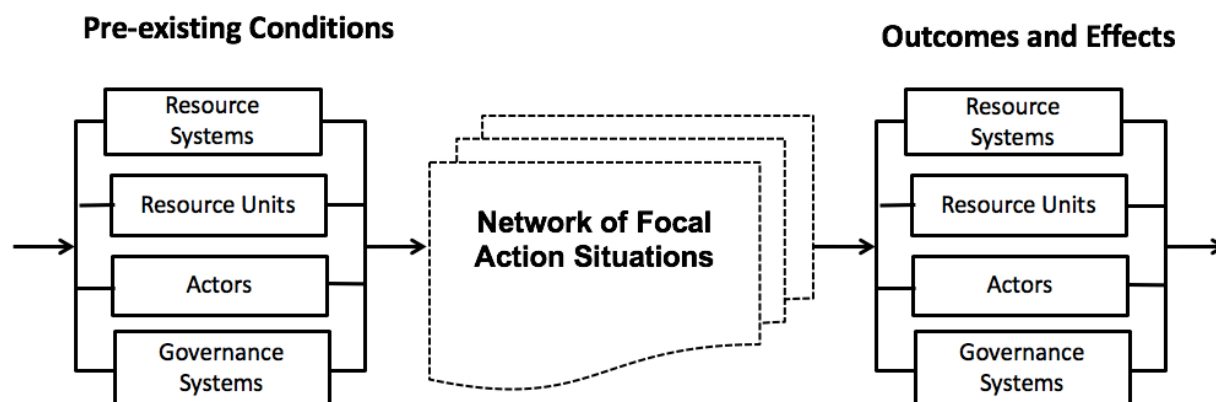 Pre-existing Conditions
Outcomes and Effects
Resource
Systems
Resource Units
Actors
Governance
Systems
Network of Focal
Action Situations
Resource
Systems
Resource Units
Actors
Governance
Systems